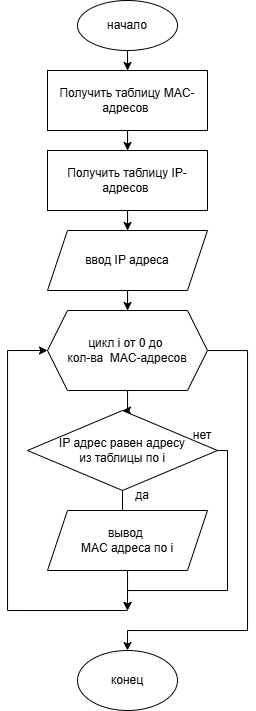 начало
Получить таблицу MAC-
адресов
Получить таблицу IP-
адресов
ввод IP адреса
цикл i от 0 до
кол-ва MAC-адресов
IP адрес равен адресу
из таблицы по i
нет
да
вывод
MAC адреса по i
конец